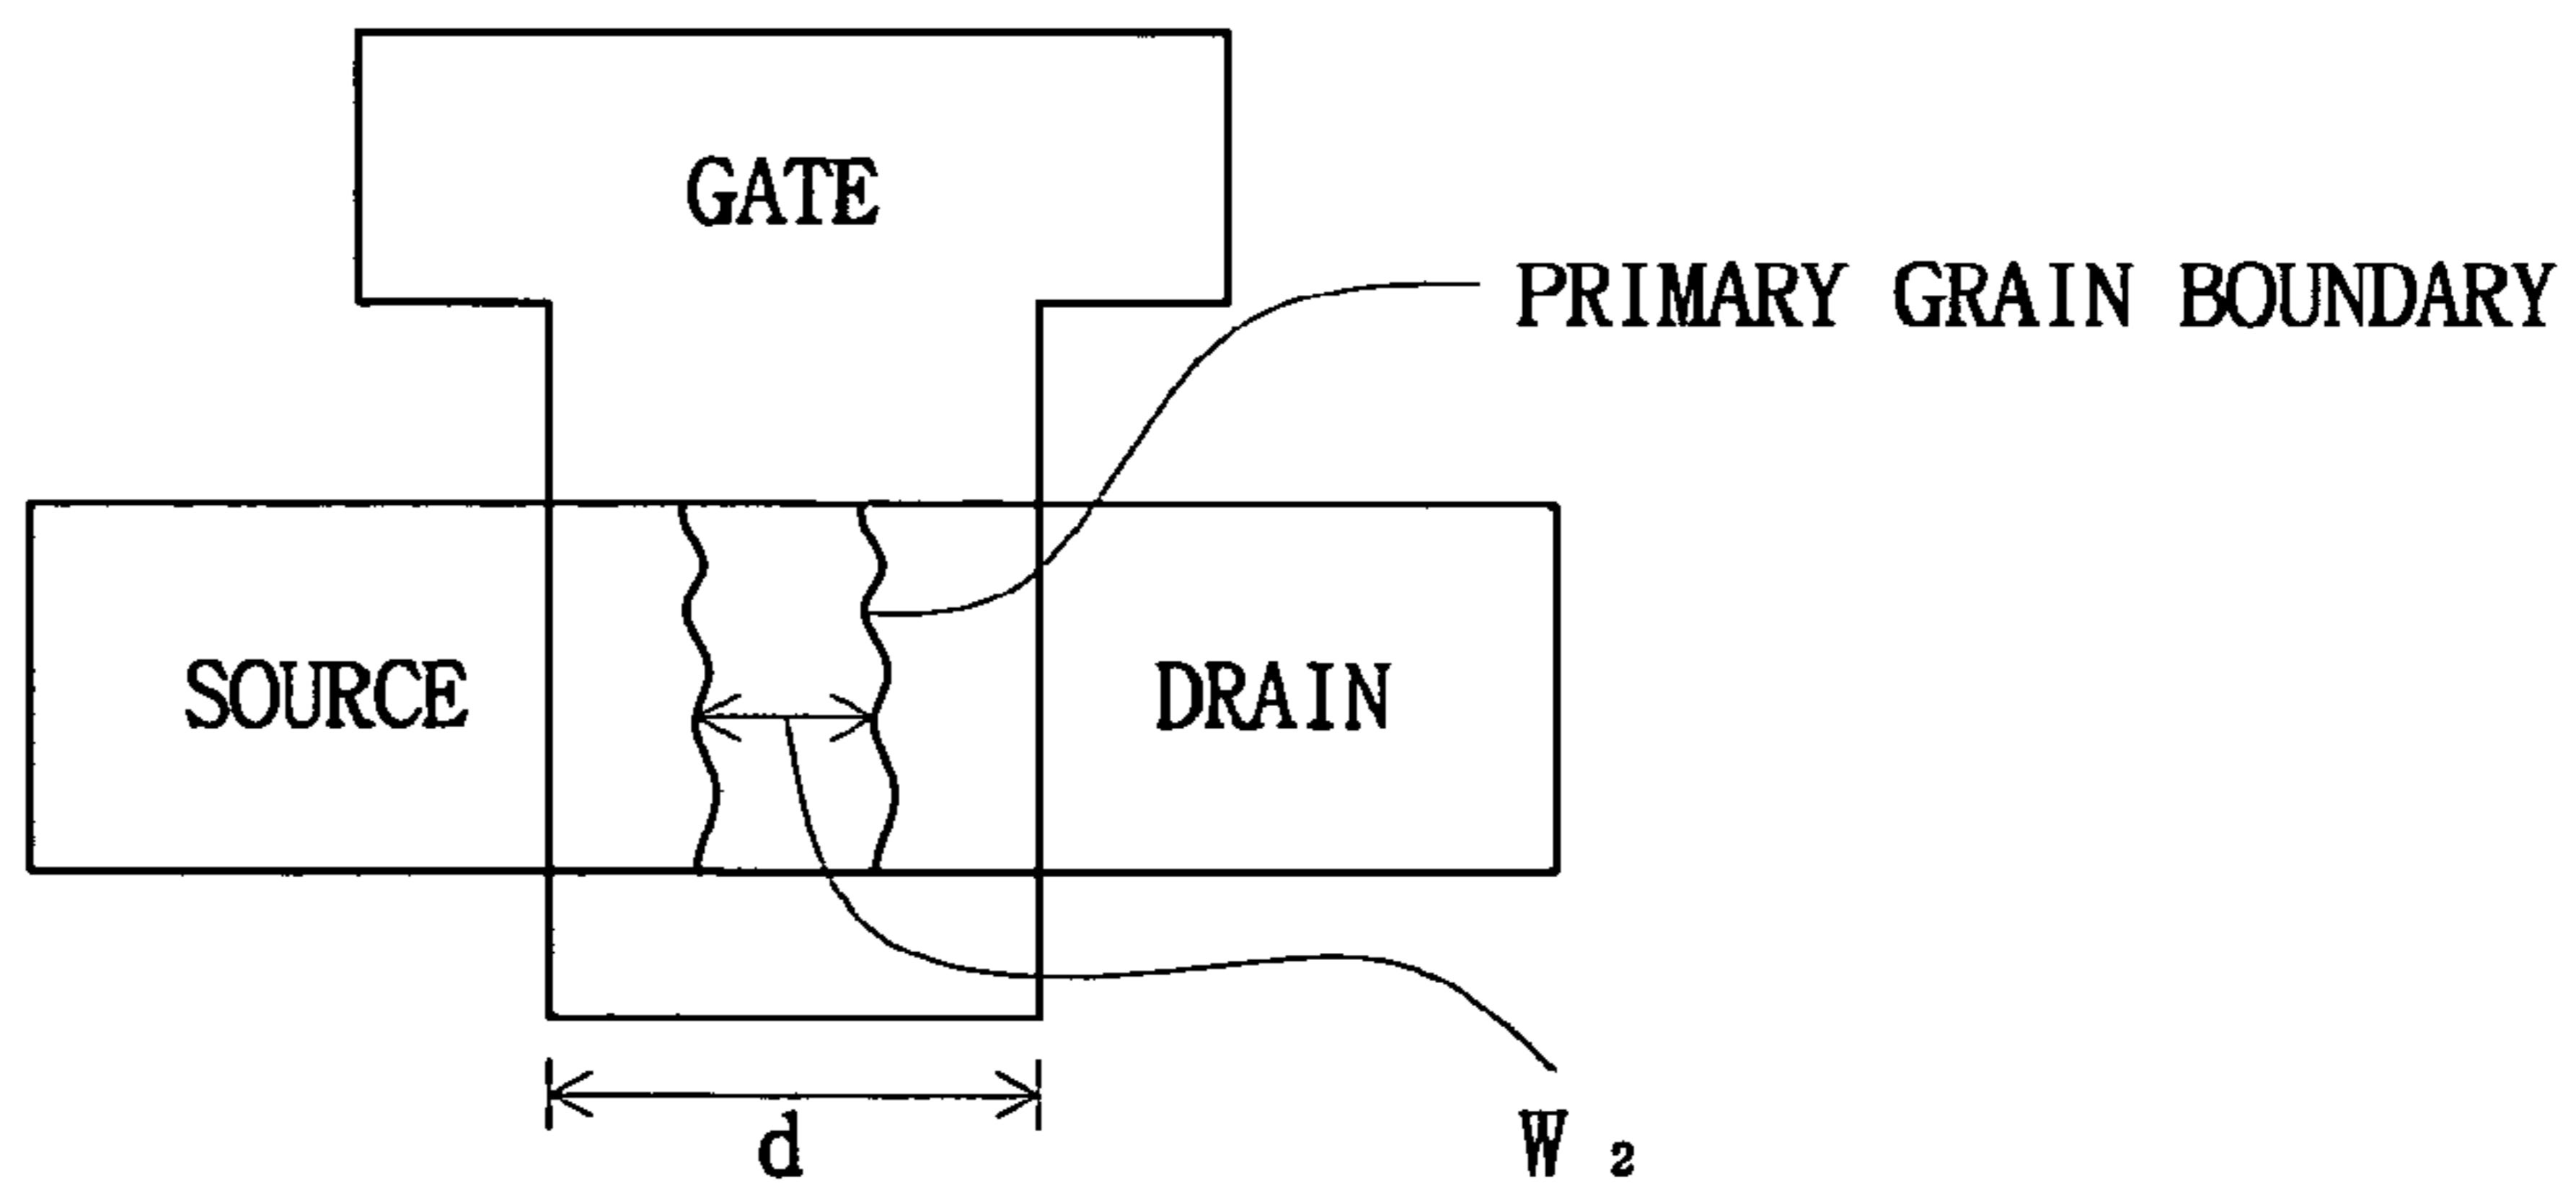 GATE
PRIMARY GRAIN BOUNDARY
SOURCE
DRAIN
d
W 2